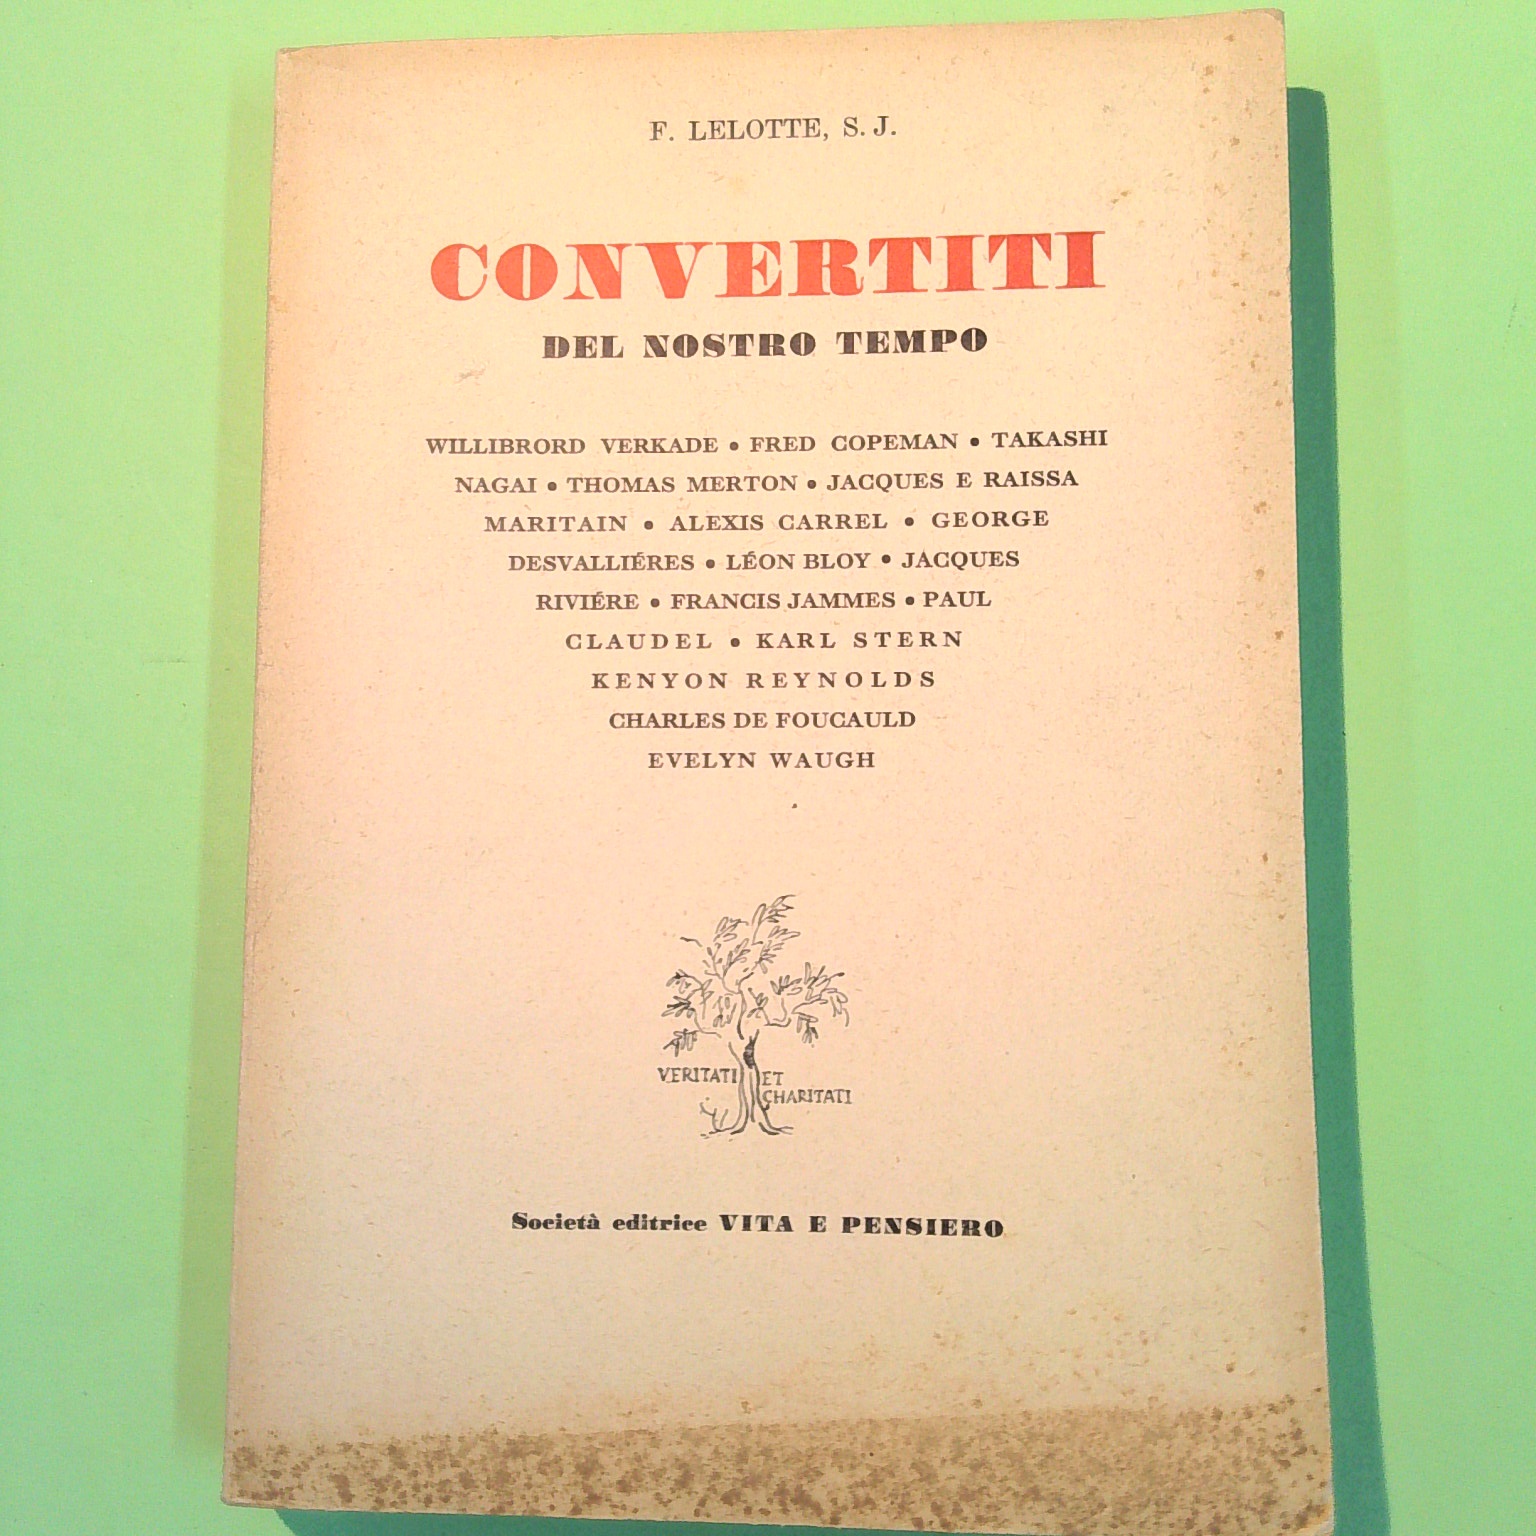 F. LELOTTE, S. J.
CONVERTITI
DEL NOSTRO TEMPO
WILLIBRORD VERKADE • FRED COPEMAN • TAKASHI
NAGAI • THOMAS MERTON • JACQUES E RAISSA
MARITAIN • ALEXIS CARREL • GEORGE
DESVALLIÉRES • LÉON BLOY • JACQUES
RIVIÉRE • FRANCIS JAMMES • PAUL
CLAUDEL • KARL STERN
KENYON REYNOLDS
CHARLES DE FOUCAULD
EVELYN WAUGH
VERITATI ET
CHARITATI
Società editrice VITA E PENSIERO